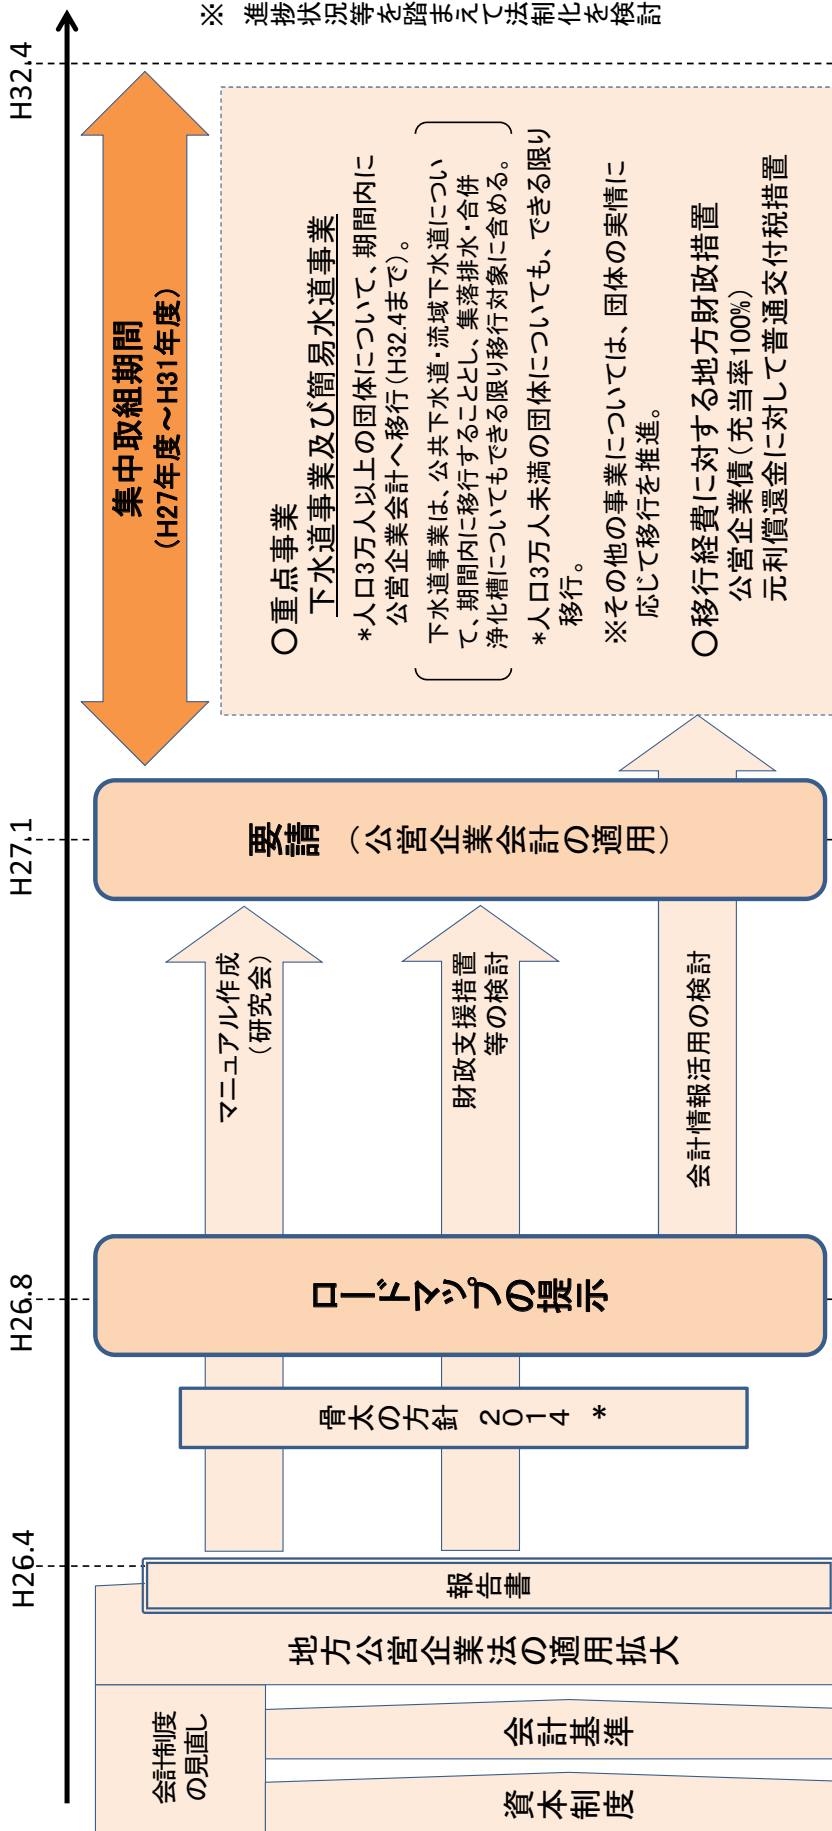 H26.4
H26.8
H27.1
H32.4
会計制度
の見直し
資本制度
会計基準
地方公営企業法の適用拡大
報告書
骨太の方針 2014 *
ロードマップの提示
マニュアル作成
(研究会)
財政支援措置
等の検討
会計情報活用の検討
要請 (公営企業会計の適用)
集中取組期間
(H27年度～H31年度)
〇重点事業
下水道事業及び簡易水道事業
*人口3万人以上の団体について、期間内に
公営企業会計へ移行(H32.4まで)。
下水道事業は、公共下水道・流域下水道につい
て、期間内に移行することとし、集落排水・合併
浄化槽についてもできる限り移行対象に含める。
*人口3万人未満の団体についても、できる限り
移行。
※その他の事業については、団体の実情に
応じて移行を推進。
〇移行経費に対する地方財政措置
公営企業債(充当率100%)
元利償還金に対して普通交付税措置
※ 進捗状況等を踏まえて法制化を検討